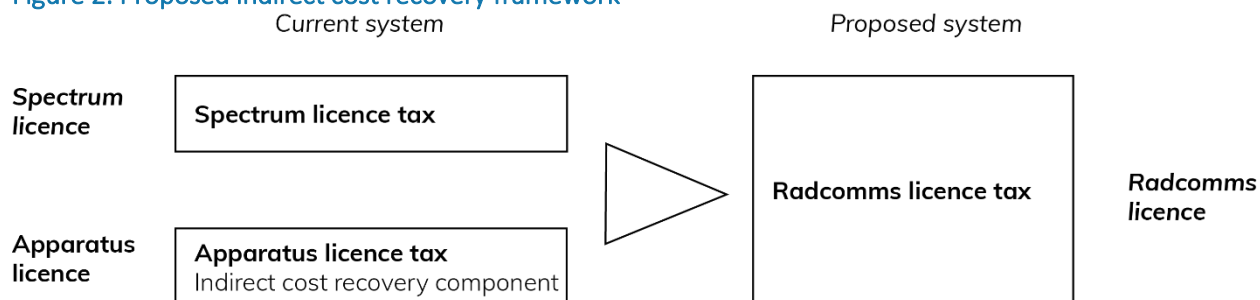 Figure 2: Proposed indirect cost recovery framework
Current system
Proposed system
Spectrum
licence
Spectrum licence tax
Radcomms licence tax
Radcomms
licence
Apparatus
licence
Apparatus licence tax
Indirect cost recovery component